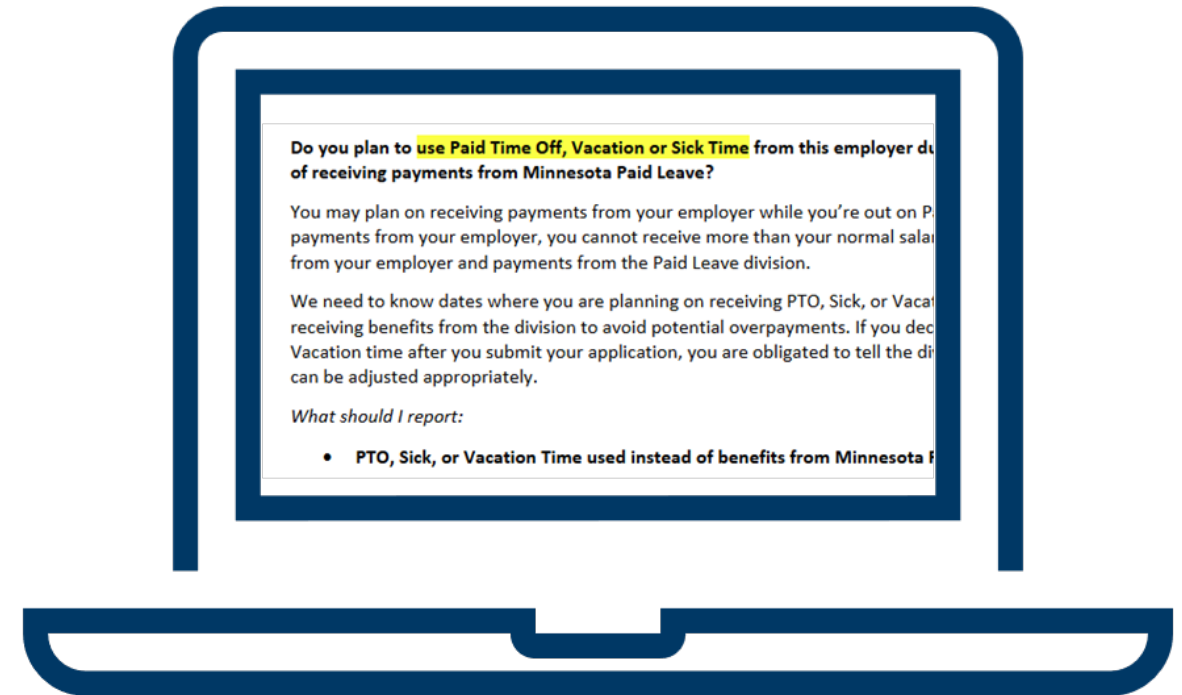 Do you plan to use Paid Time Off, Vacation or Sick Time from this employer
of receiving payments from Minnesota Paid Leave?
You may plan on receiving payments from your employer while you're out on
payments from your employer, you cannot receive more than your normal
from your employer and payments from the Paid Leave division.
We need to know dates where you are planning on receiving PTO, Sick, or
receiving benefits from the division to avoid potential overpayments. If you
Vacation time after you submit your application, you are obligated to tell the
can be adjusted appropriately.
What should I report:
• PTO, Sick, or Vacation Time used instead of benefits from Minnesota